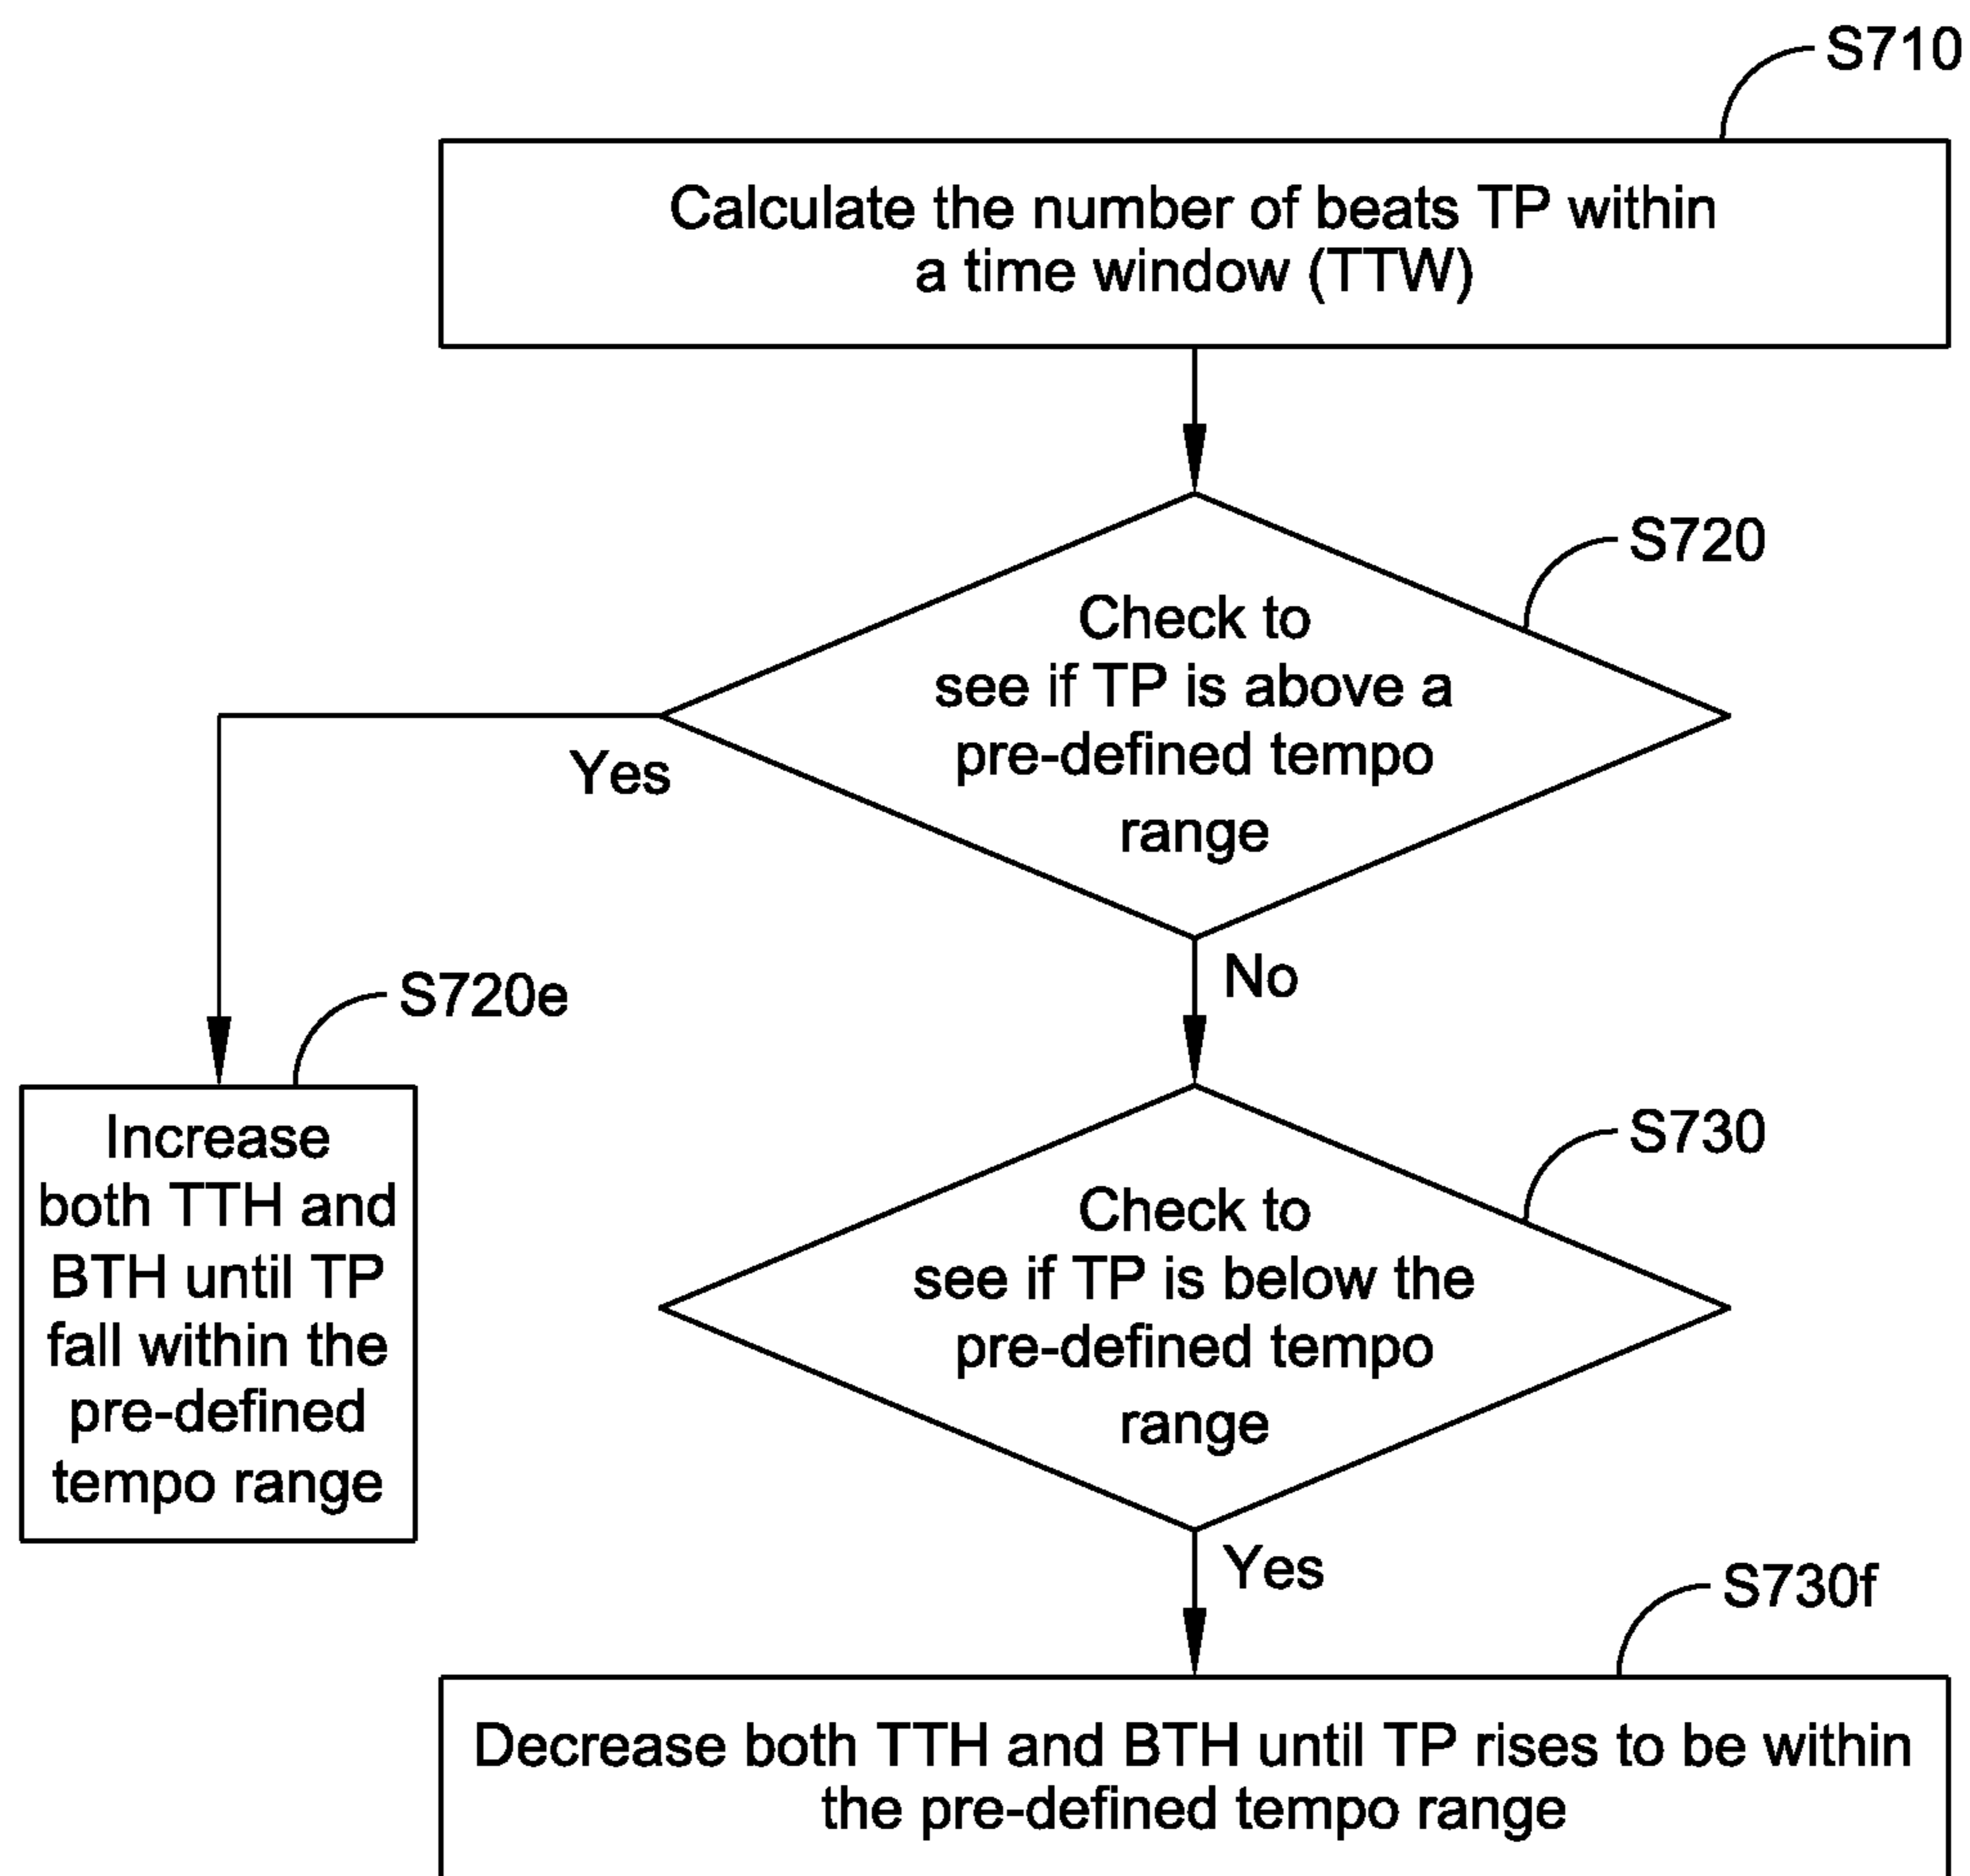 S710
Calculate the number of beats TP within
a time window (TTW)
S720
Check to
see if TP is above a
pre-defined tempo
range
Yes
No
S720e
Increase
both TTH and
BTH until TP
fall within the
pre-defined
tempo range
S730
Check to
see if TP is below the
pre-defined tempo
range
Yes
S730f
Decrease both TTH and BTH until TP rises to be within
the pre-defined tempo range